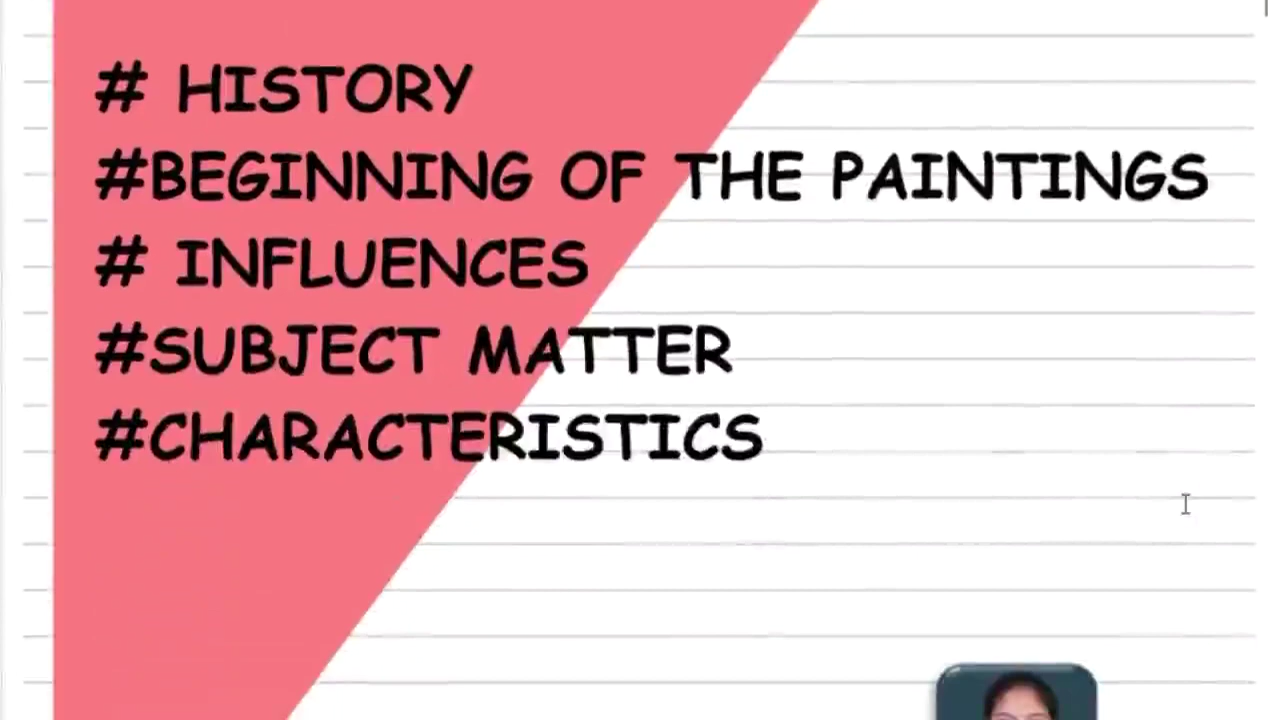 # HISTORY
#BEGINNING OF THE PAINTINGS
# INFLUENCES
#SUBJECT MATTER
#CHARACTERISTICS